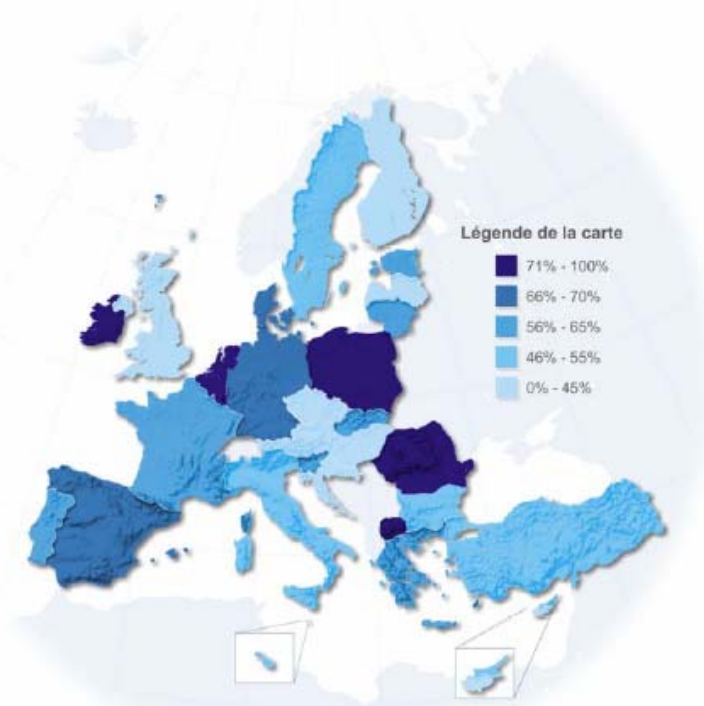 Légende de la carte
71% - 100%
66% - 70%
56% - 65%
46% - 55%
0% - 45%